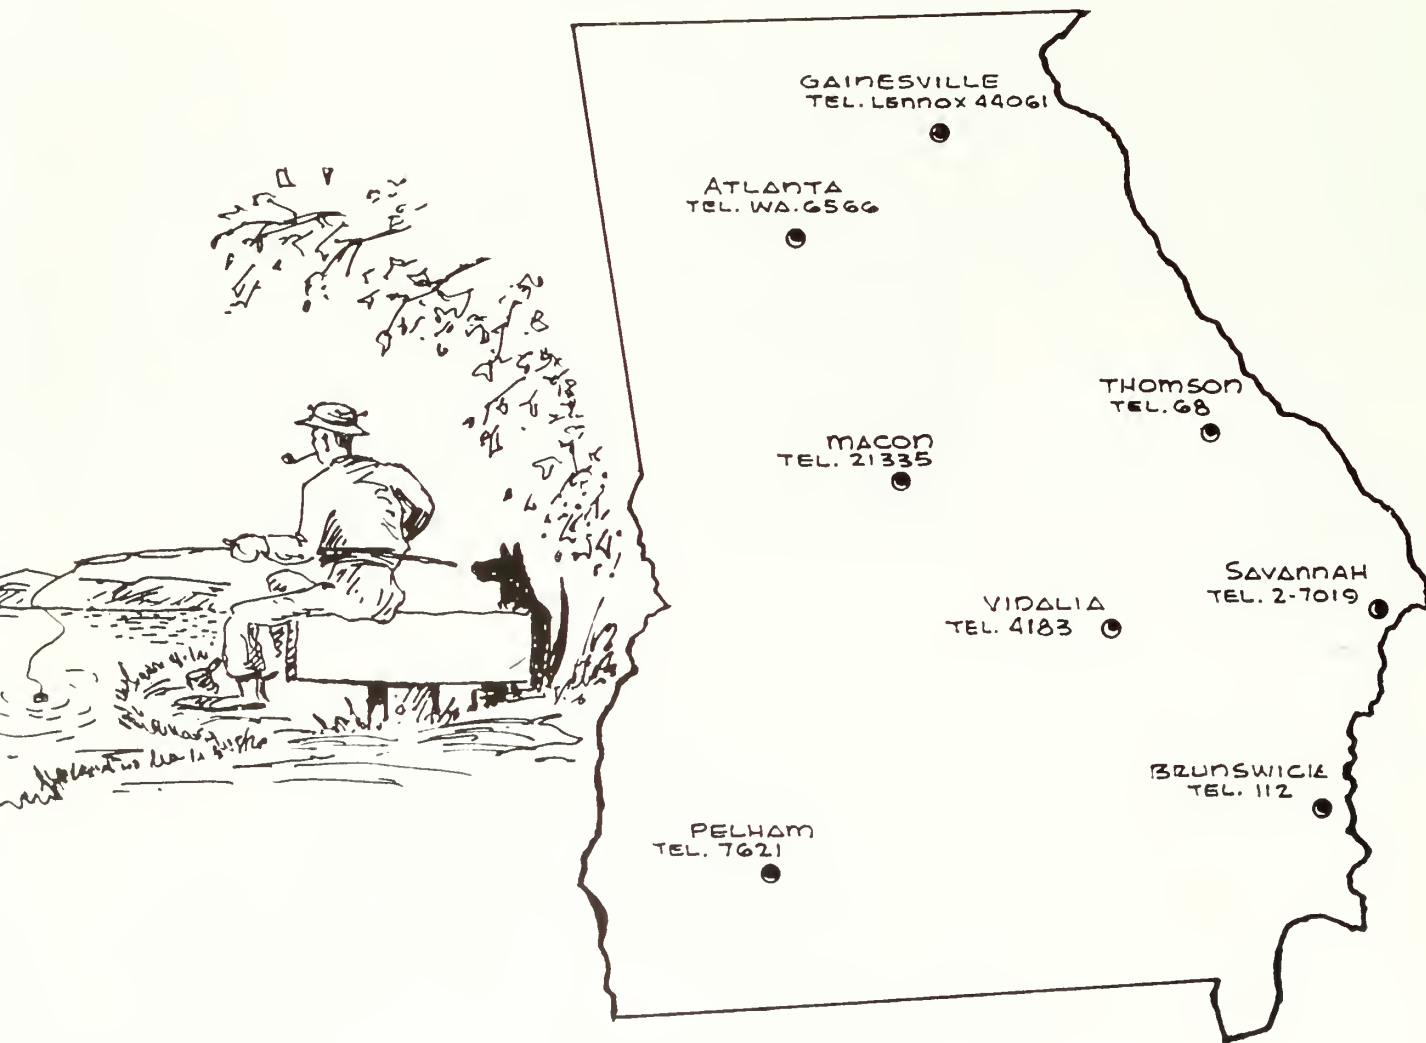 GAINESVILLE
TEL. LENNOX 44061
ATLANTA
TEL. WA. 6566
THOMSON
TEL. 68
MACON
TEL. 21335
SAVANNAH
TEL. 2-7019
VIDALIA
TEL. 4183
BRUNSWICK
TEL. 112
PELHAM
TEL. 7621